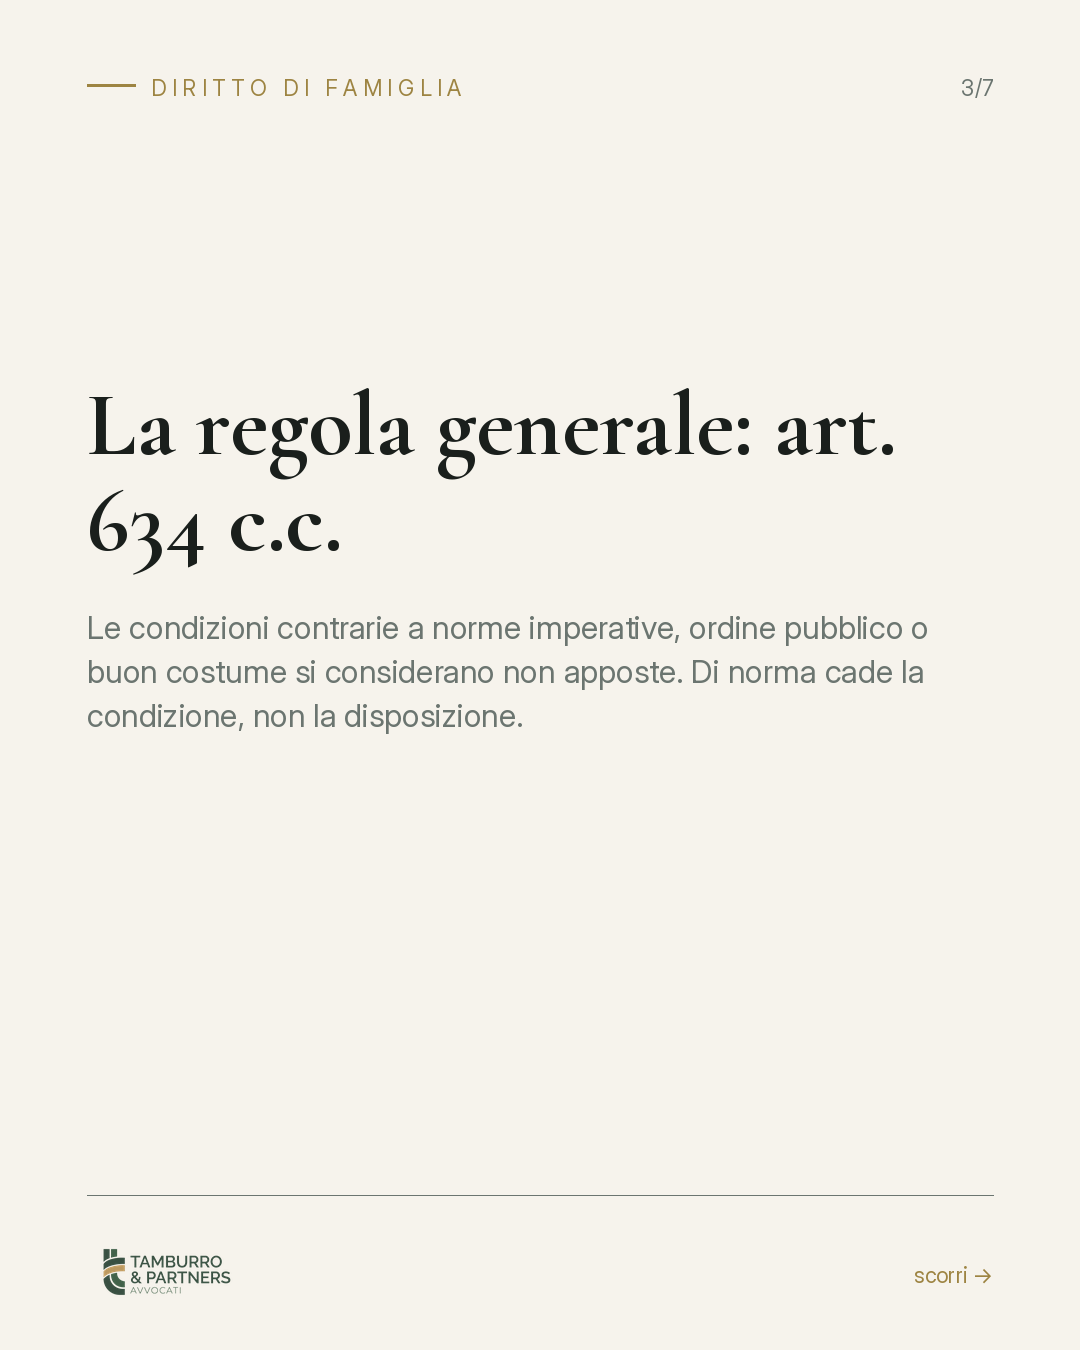 DIRITTO DI FAMIGLIA
3/7
La regola generale: art.
634 c.c.
Le condizioni contrarie a norme imperative, ordine pubblico o
buon costume si considerano non apposte. Di norma cade la
condizione, non la disposizione.
TAMBURRO
& PARTNERS
AVVOCATI
scorri →